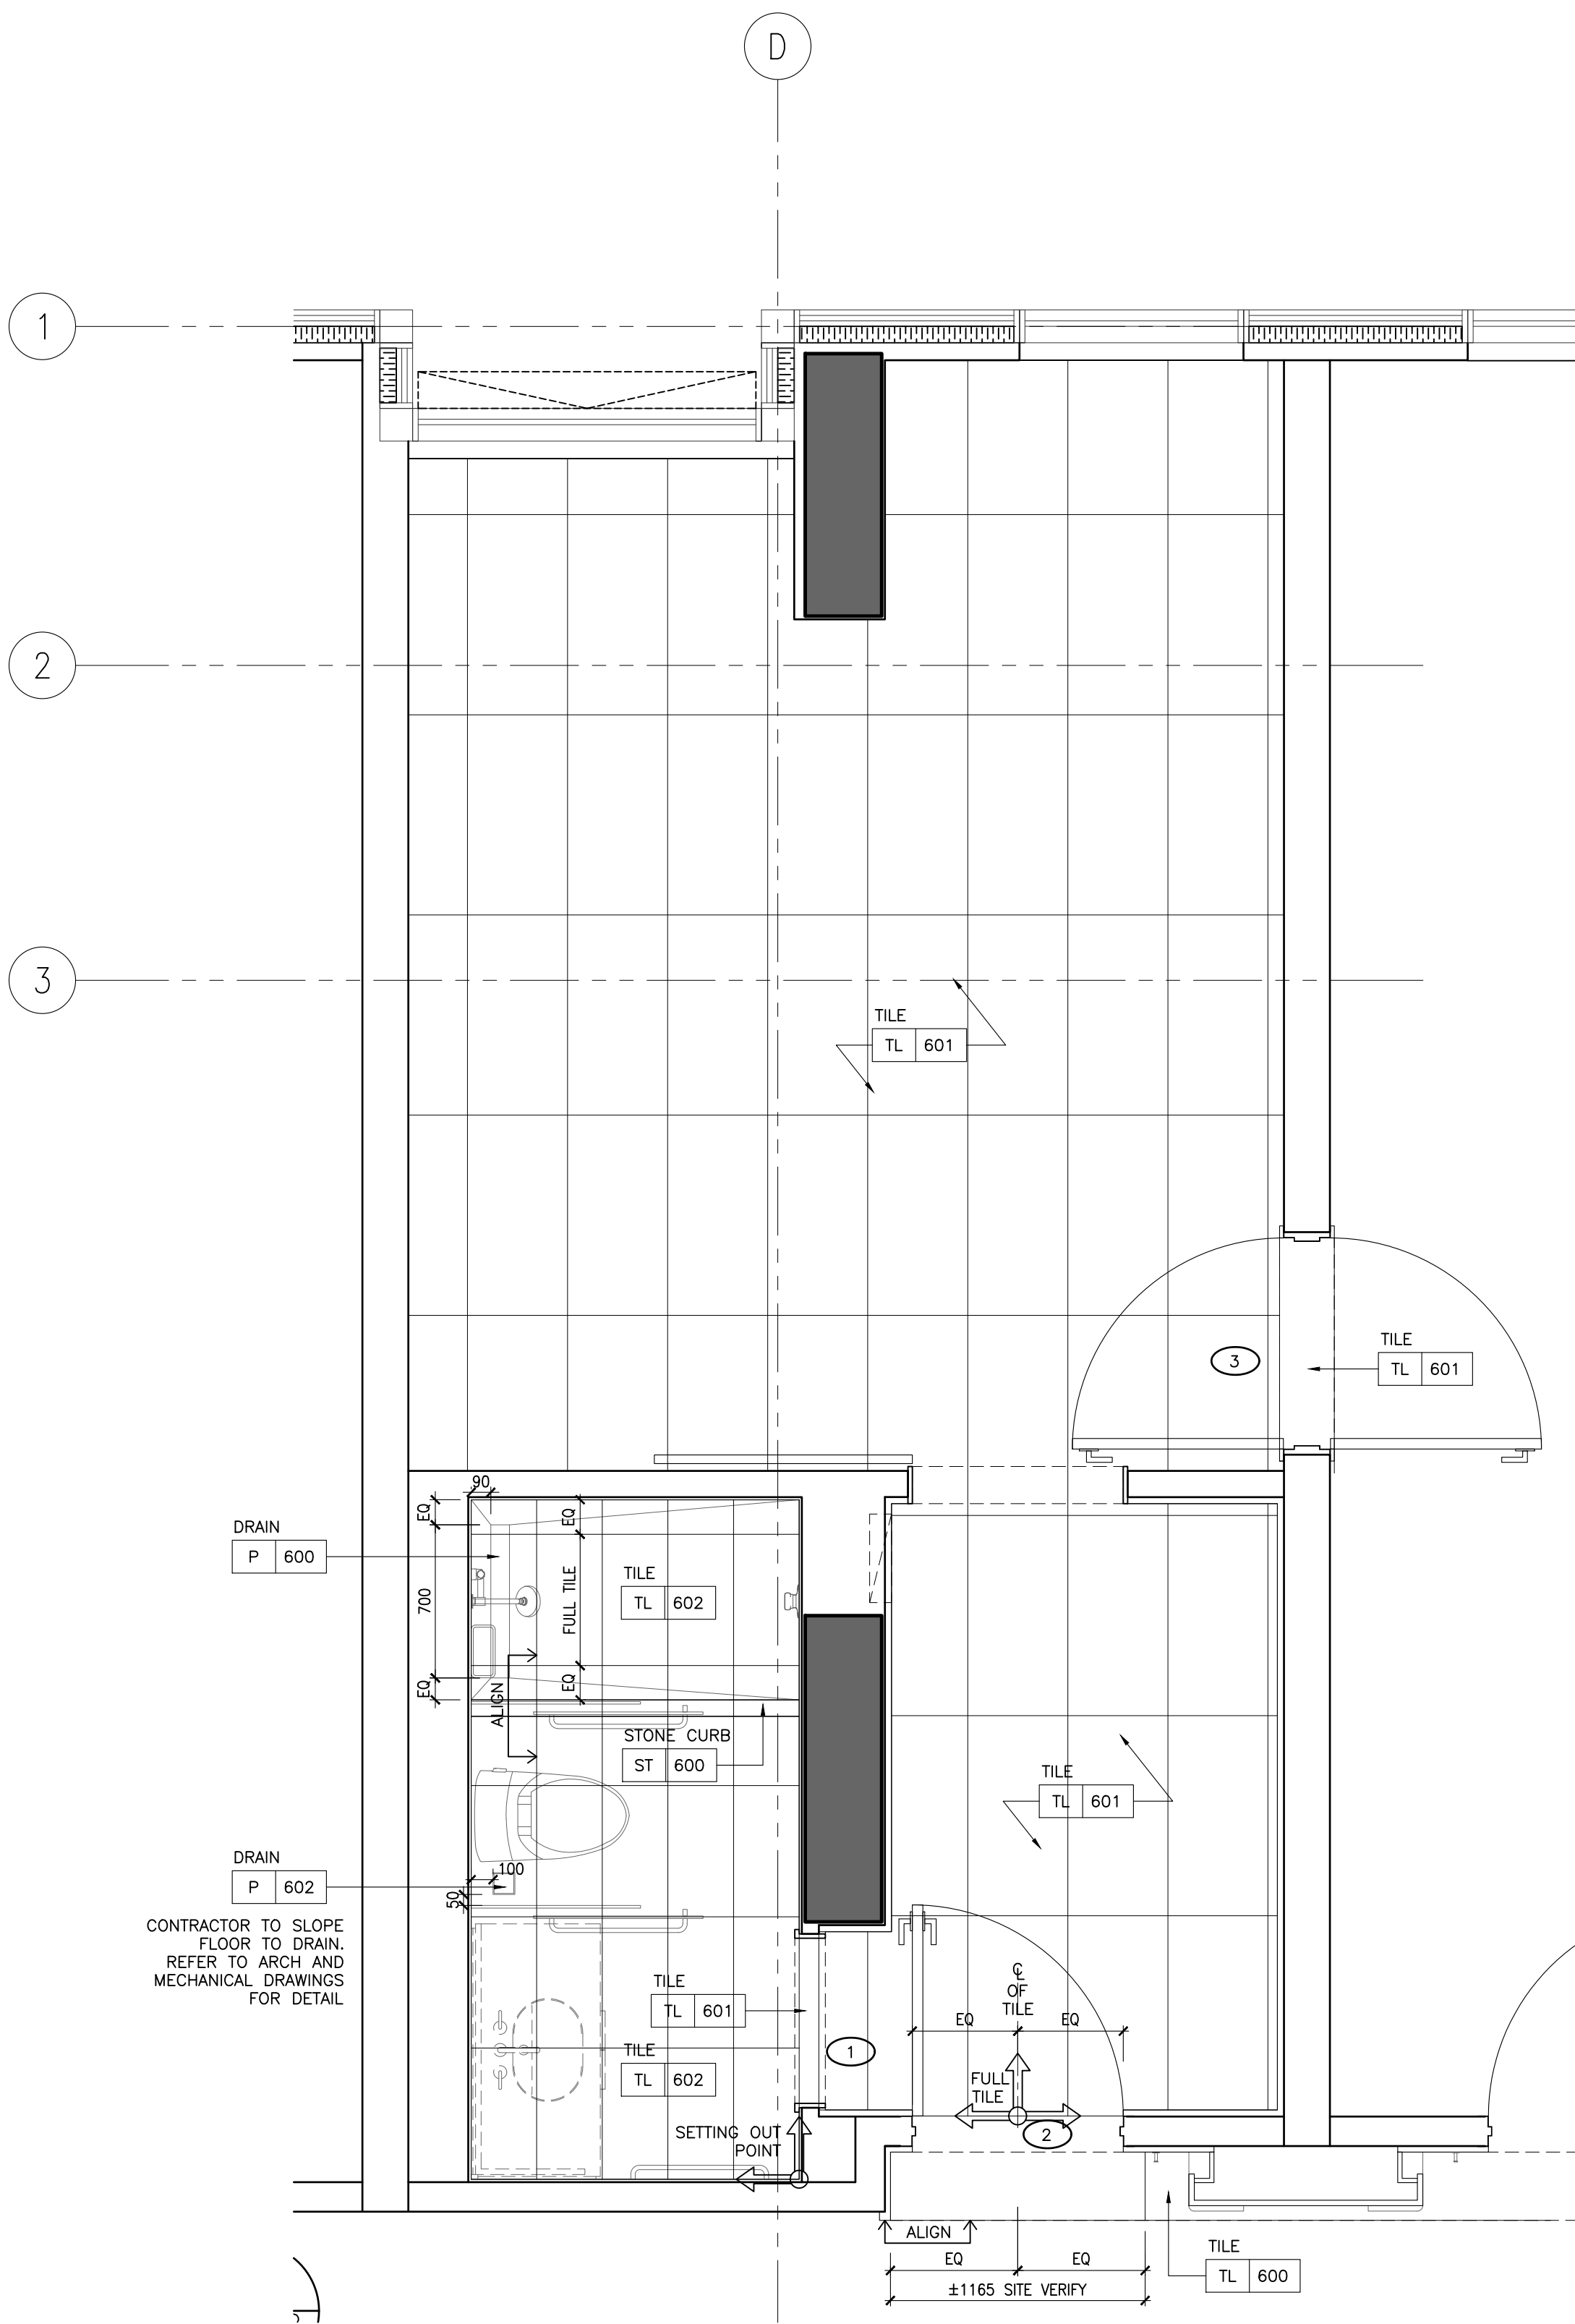 D
1
2
3
TILE
TL 601
TILE
TL 601
3
90
EQ
EQ
DRAIN
P 600
700
FULL TILE
TILE
TL 602
EQ
EQ
ALIGN
STONE CURB
ST 600
TILE
TL 601
DRAIN
P 602
100
50
CONTRACTOR TO SLOPE
FLOOR TO DRAIN.
REFER TO ARCH AND
MECHANICAL DRAWINGS
FOR DETAIL
TILE
TL 601
TILE
TL 602
1
℄
OF
TILE
EQ EQ
FULL
TILE
2
SETTING OUT
POINT
ALIGN
EQ EQ
±1165 SITE VERIFY
TILE
TL 600